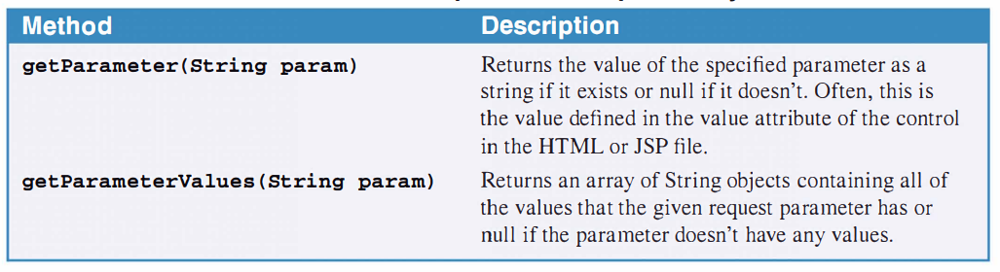 Method Description
getParameter(String param) Returns the value of the specified parameter as a
string if it exists or null if it doesn't. Often, this is
the value defined in the value attribute of the control
in the HTML or JSP file.
getParameterValues(String param) Returns an array of String objects containing all of
the values that the given request parameter has or
null if the parameter doesn't have any values.